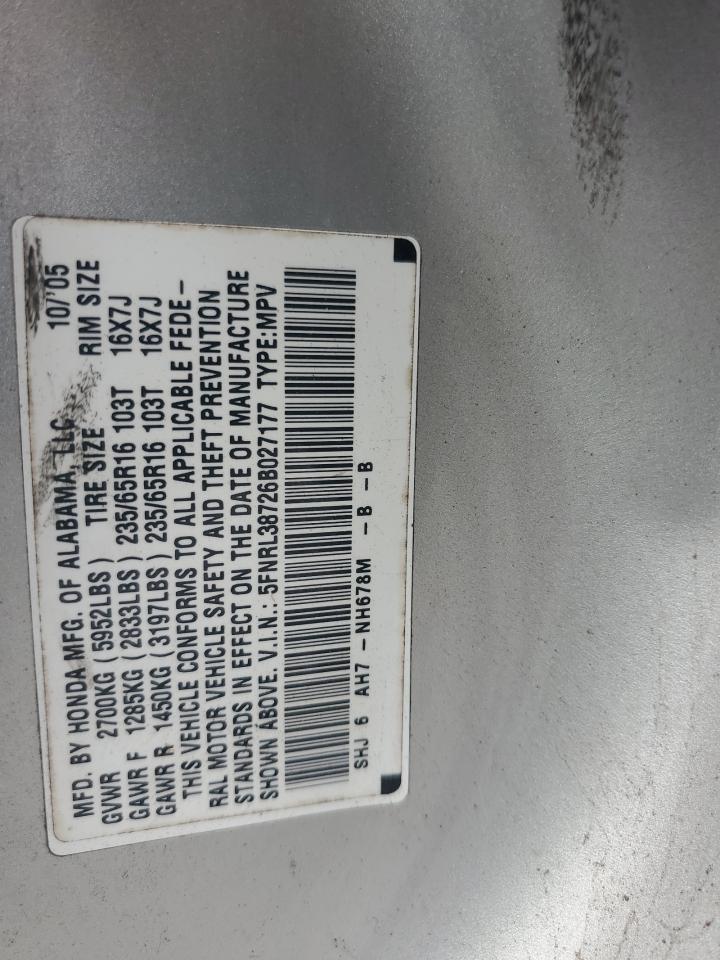 MFD. BY HONDA MFG. OF ALABAMA, LLC 10/'05
GVWR 2700KG (5952LBS) TIRE SIZE RIM SIZE
GAWR F 1285KG (2833LBS) 235/65R16 103T 16X7J
GAWR R 1450KG (3197LBS) 235/65R16 103T 16X7J
THIS VEHICLE CONFORMS TO ALL APPLICABLE FEDE-
RAL MOTOR VEHICLE SAFETY AND THEFT PREVENTION
STANDARDS IN EFFECT ON THE DATE OF MANUFACTURE
SHOWN ABOVE. V.I.N.: 5FNRL38726B027177 TYPE:MPV
SHJ 6 AH7 - NH678M - B - B